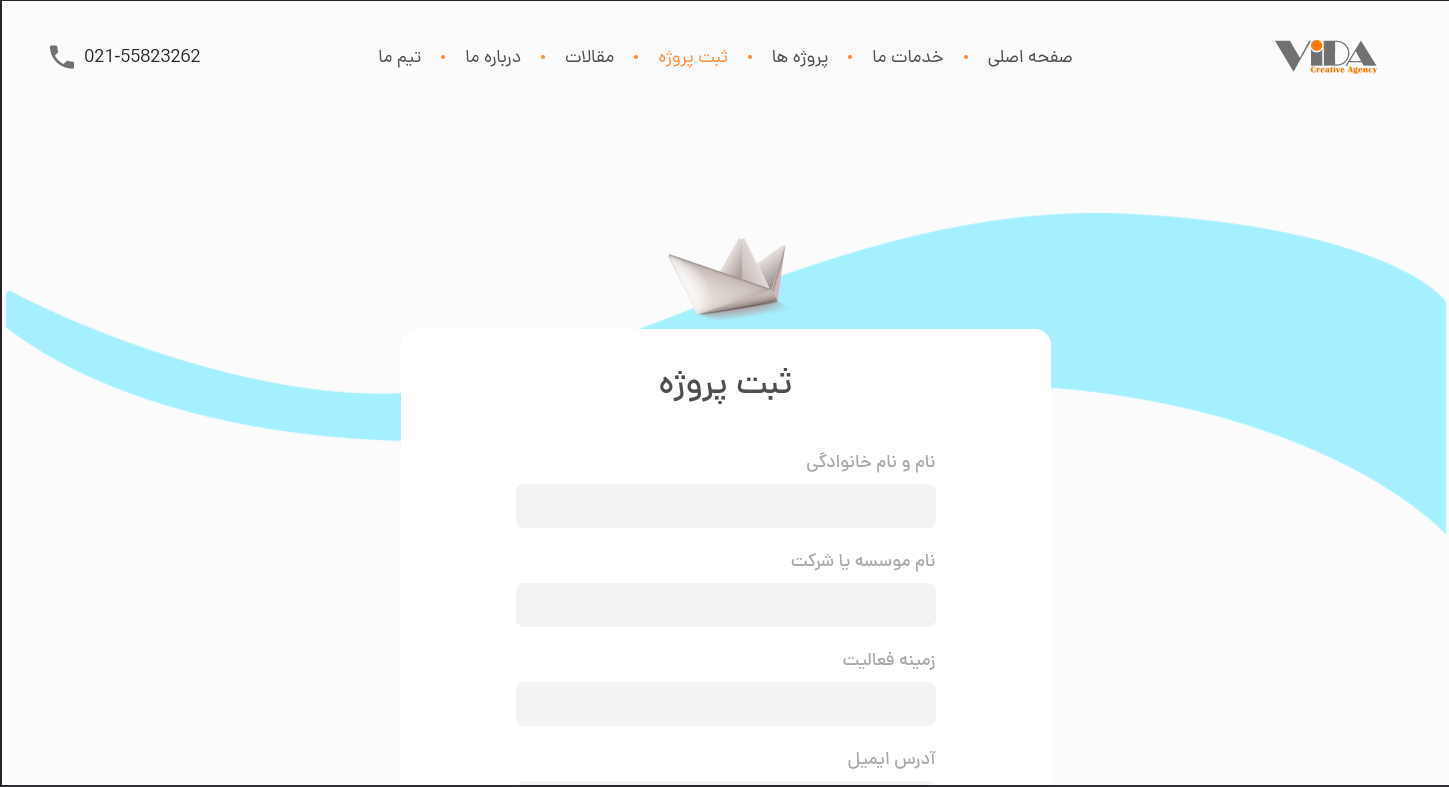 ViDA
Creative Agency
صفحه اصلی • خدمات ما • پروژه ها • ثبت پروژه • مقالات • درباره ما • تیم ما
021-55823262
ثبت پروژه
نام و نام خانوادگی
نام موسسه یا شرکت
زمینه فعالیت
آدرس ایمیل